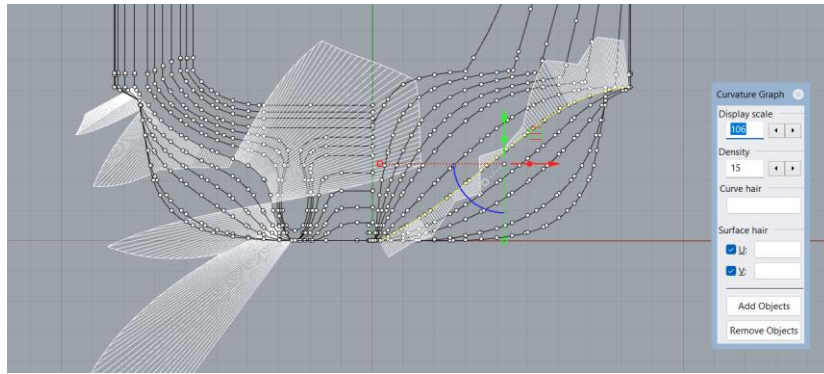 Curvature Graph
Display scale
106
Density
15
Curve hair
Surface hair
U:
V:
Add Objects
Remove Objects